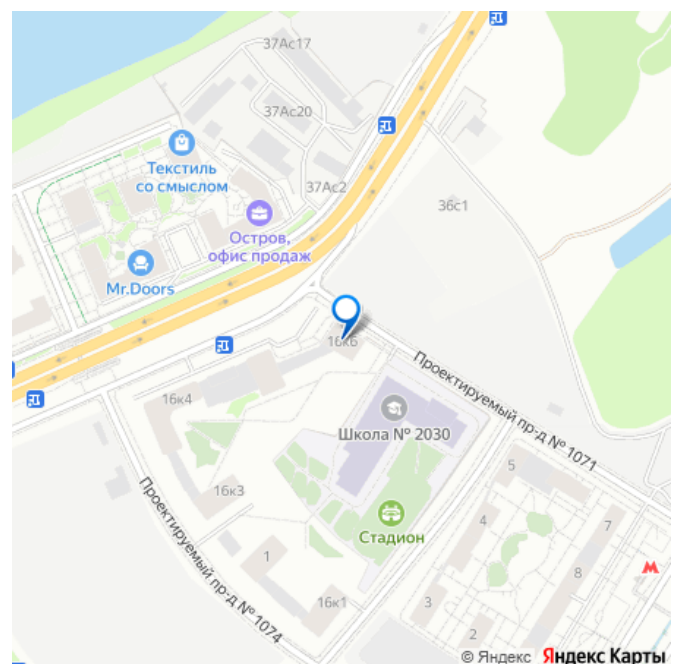 37Ас17
37Ас20
Текстиль
со смыслом
37Ас2
36с1
Остров,
офис продаж
Mr.Doors
16к6
Проектируемый пр-д № 1071
16к4
Школа № 2030
5
16к3
Проектируемый пр-д № 1074
Стадион
4
7
1
8
16к1
3
2
© Яндекс Яндекс Карты